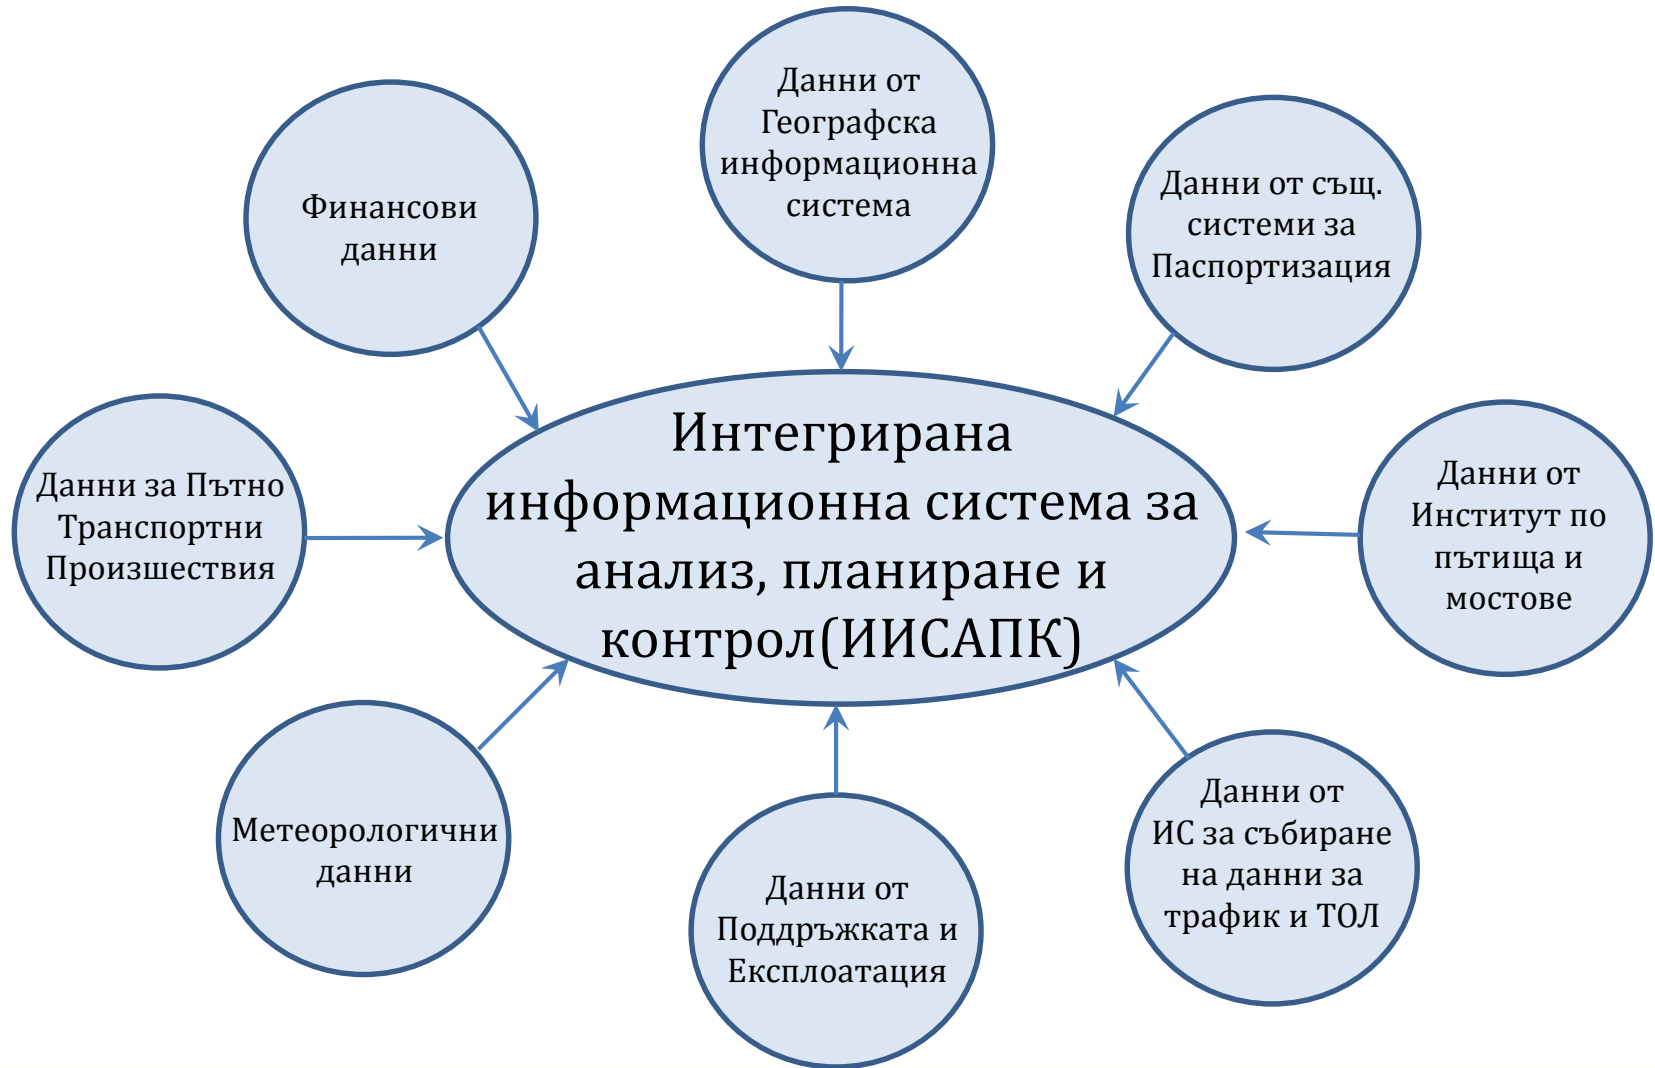 Данни от
Географска
информационна
система
Финансови
данни
Данни от същ.
системи за
Паспортизация
Интегрирана
информационна система за
анализ, планиране и
контрол(ИИСАПК)
Данни за Пътно
Транспортни
Произшествия
Данни от
Институт по
пътища и
мостове
Метеорологични
данни
Данни от
Поддръжката и
Експлоатация
Данни от
ИС за събиране
на данни за
трафик и ТОЛ